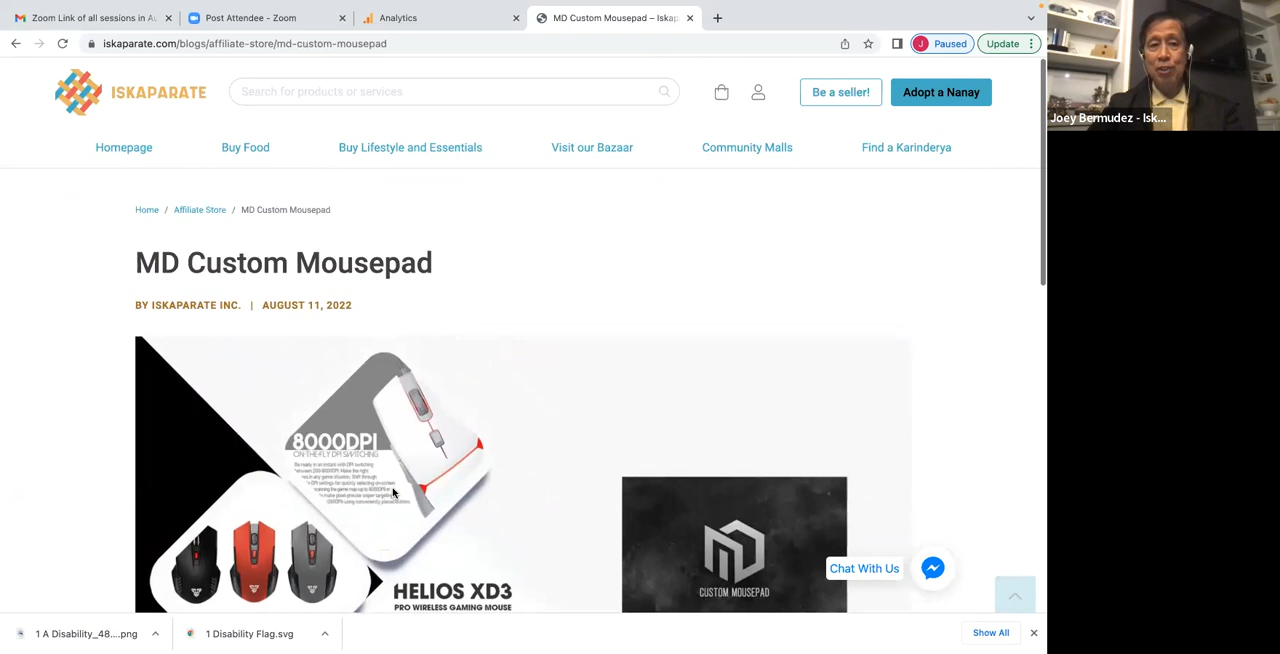 Zoom Link of all sessions in Au
Post Attendee - Zoom
Analytics
MD Custom Mousepad – Iskap
iskaparate.com/blogs/affiliate-store/md-custom-mousepad
J
Paused
Update
ISKAPARATE
Search for products or services
Be a seller!
Adopt a Nanay
Homepage
Buy Food
Buy Lifestyle and Essentials
Visit our Bazaar
Community Malls
Find a Karinderya
Home / Affiliate Store / MD Custom Mousepad
MD Custom Mousepad
BY ISKAPARATE INC. | AUGUST 11, 2022
8000DPI
ON-THE-FLY DPI SWITCHING
HELIOS XD3
PRO WIRELESS GAMING MOUSE
CUSTOM MOUSEPAD
Chat With Us
1 A Disability_48....png
1 Disability Flag.svg
Show All
Joey Bermudez - Isk...